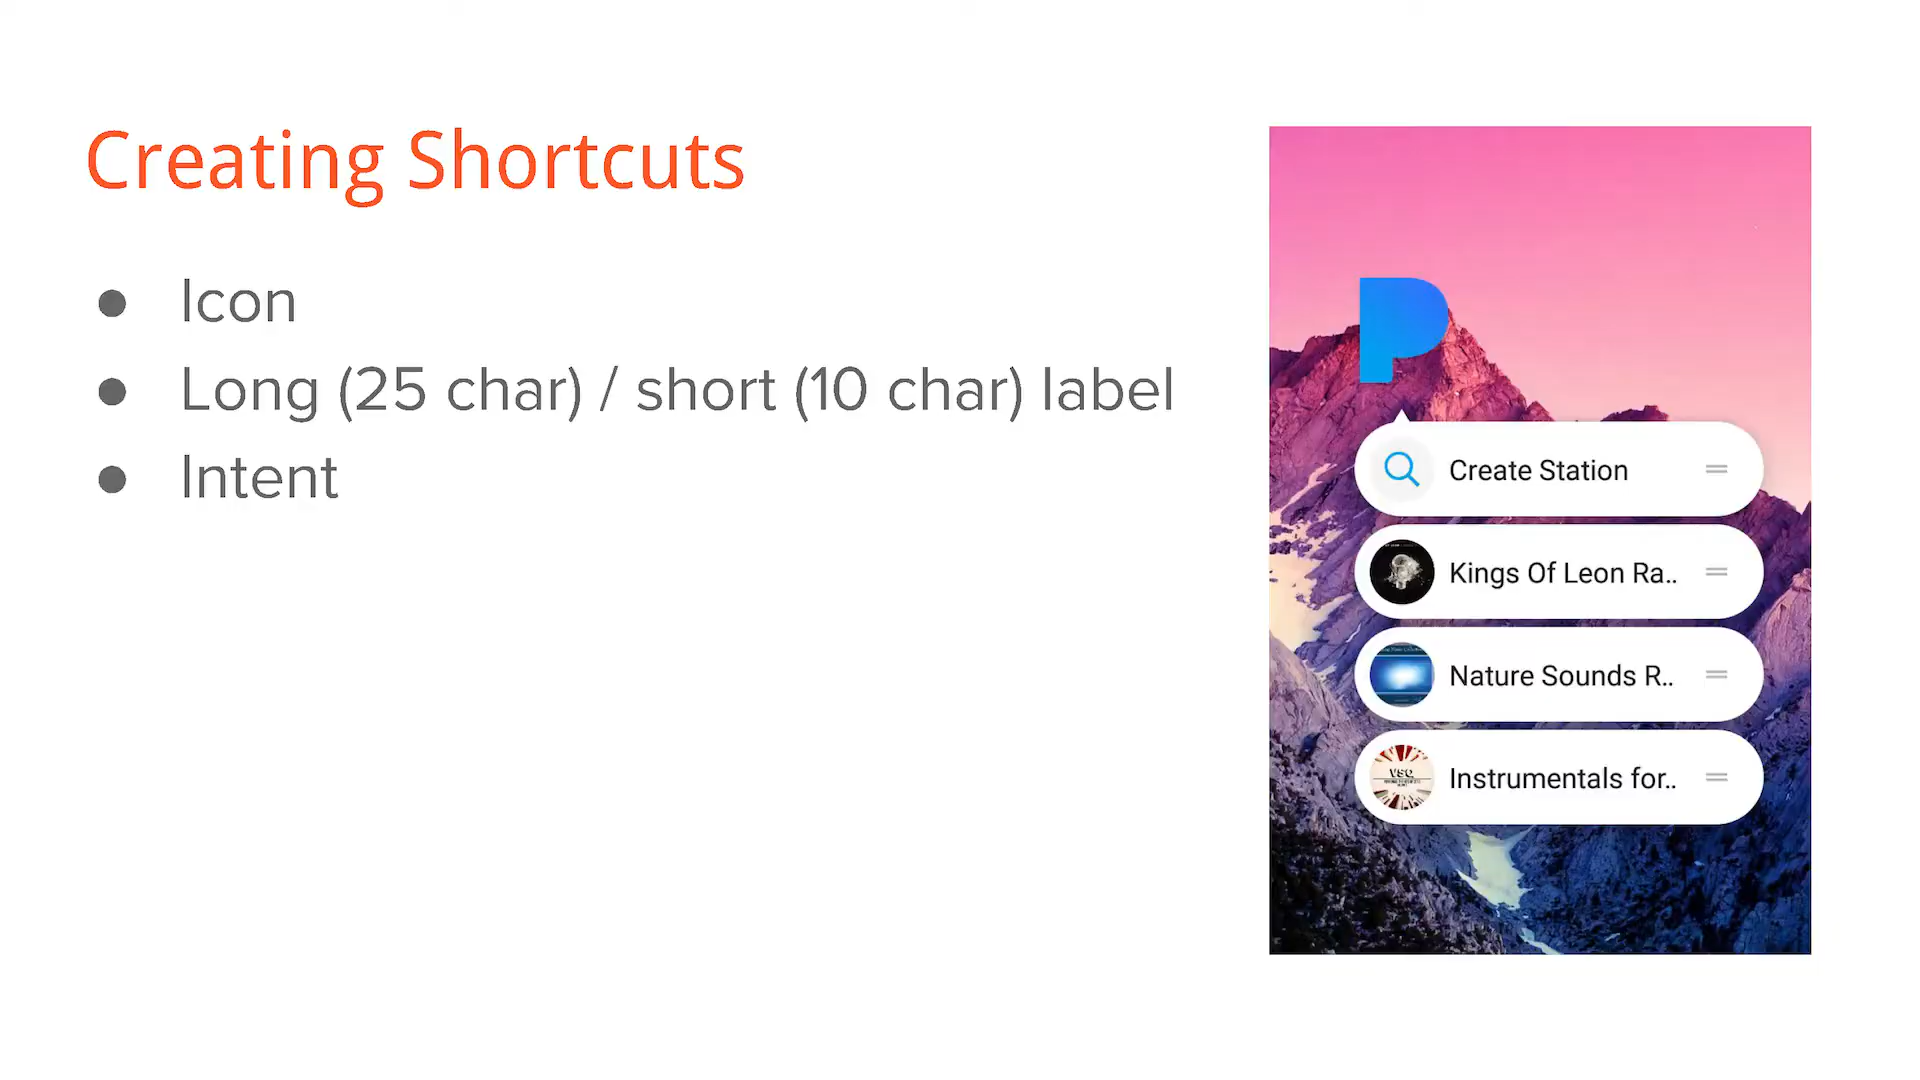 Creating Shortcuts
● Icon
● Long (25 char) / short (10 char) label
● Intent
Create Station
Kings Of Leon Ra..
Nature Sounds R..
Instrumentals for..
VSQ